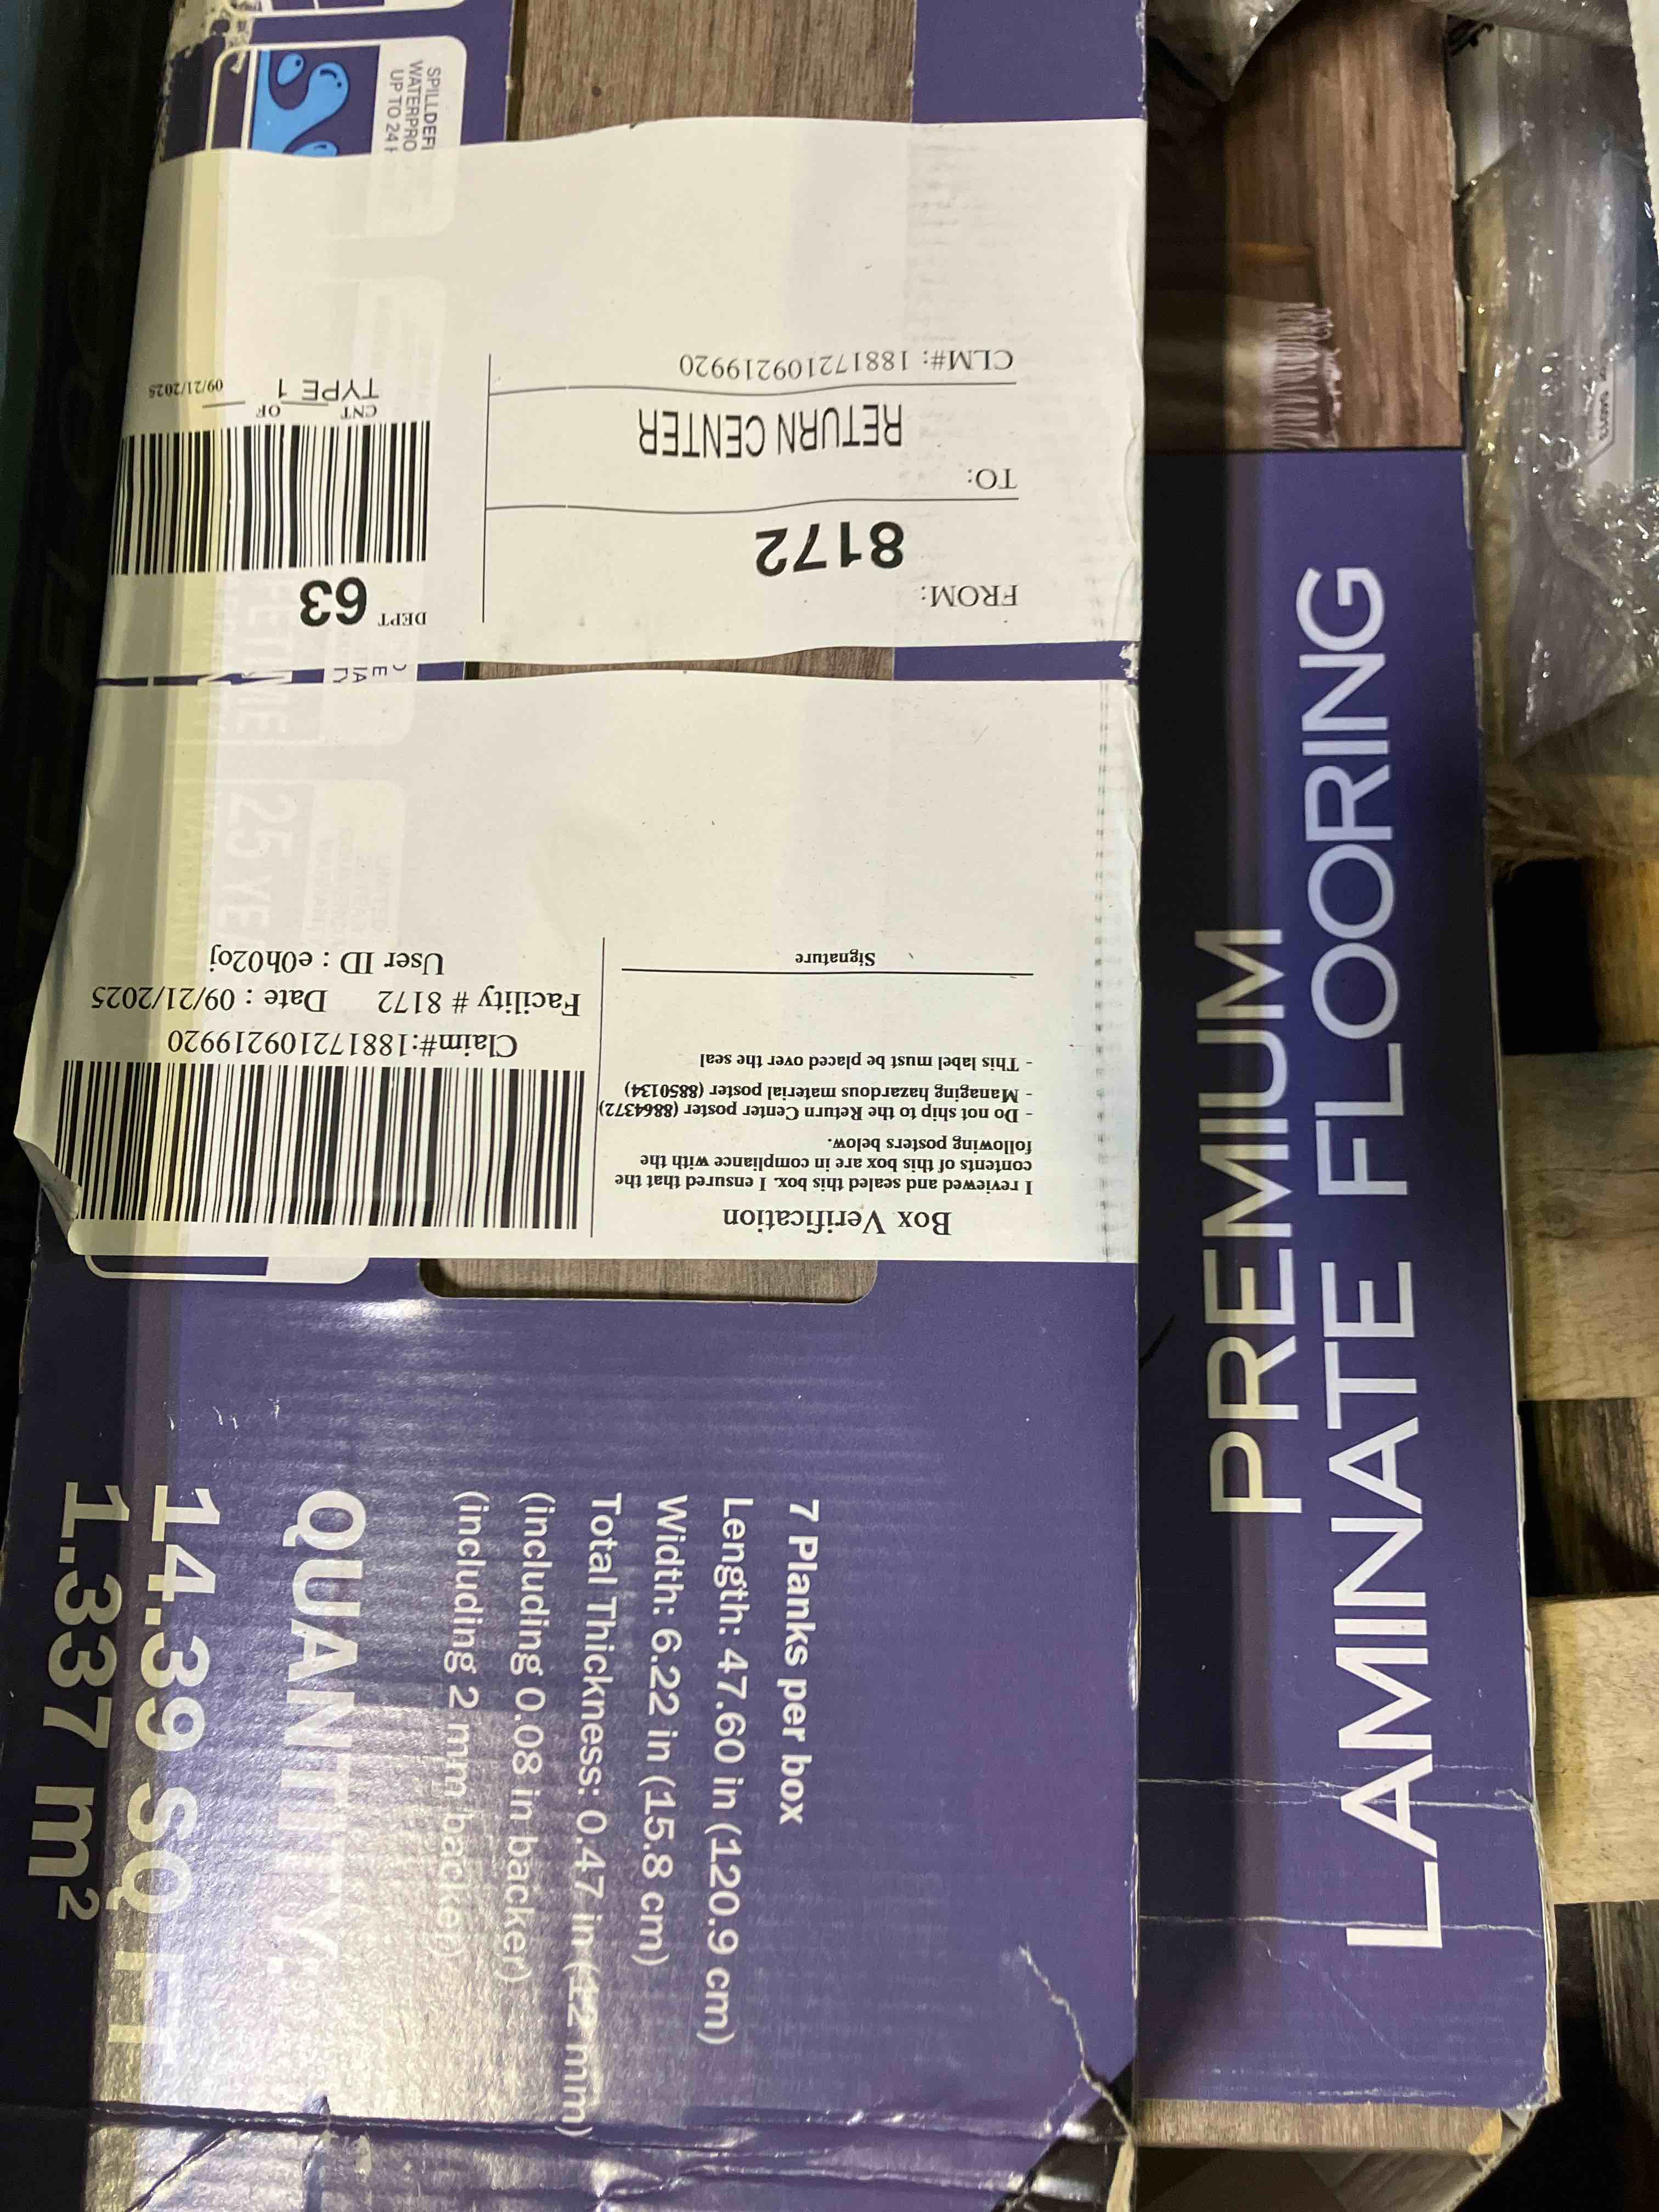 PREMIUM
LAMINATE FLOORING
SPILLDEFE
WATERPRO
UP TO 24 H
7 Planks per box
Length: 47.60 in (120.9 cm)
Width: 6.22 in (15.8 cm)
Total Thickness: 0.47 in (12 mm)
(including 0.08 in backer)
(including 2 mm backer)
QUANTITY:
14.39 SQ FT
1.337 m²
Box Verification
I reviewed and sealed this box. I ensured that the
contents of this box are in compliance with the
following posters below.
- Do not ship to the Return Center poster (8864372)
- Managing hazardous material poster (8850134)
- This label must be placed over the seal
Signature
Claim#:188172109219920
Facility # 8172 Date : 09/21/2025
User ID : e0h02oj
25 YE
FROM:
8172
TO:
RETURN CENTER
CLM#: 188172109219920
DEPT 63
CNT OF
TYPE 1
09/21/2025